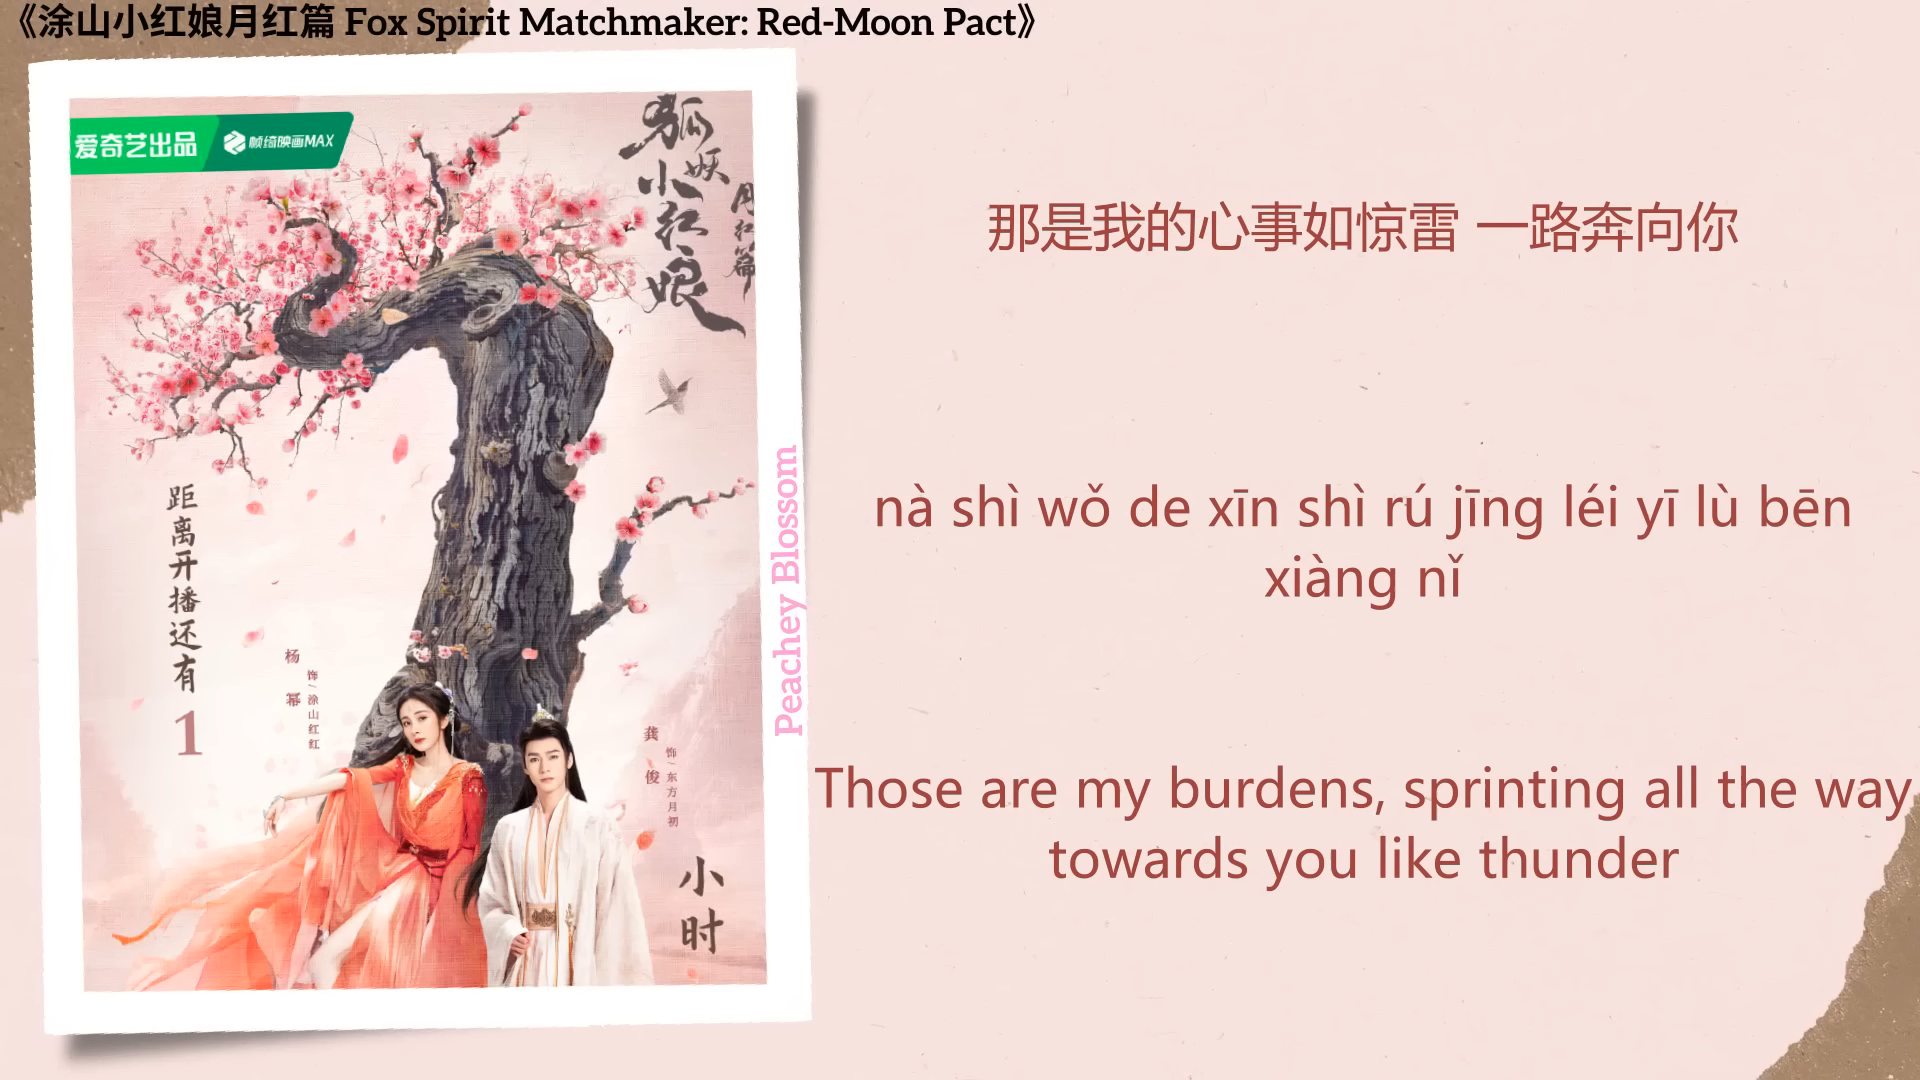 《涂山小红娘月红篇 Fox Spirit Matchmaker: Red-Moon Pact》
爱奇艺出品
帧绮映画MAX
狐妖小红娘
月红篇
距离开播还有
1
小时
杨幂
饰/涂山红红
龚俊
饰/东方月初
Peachey Blossom
那是我的心事如惊雷 一路奔向你
nà shì wǒ de xīn shì rú jīng léi yī lù bēn
xiàng nǐ
Those are my burdens, sprinting all the way
towards you like thunder